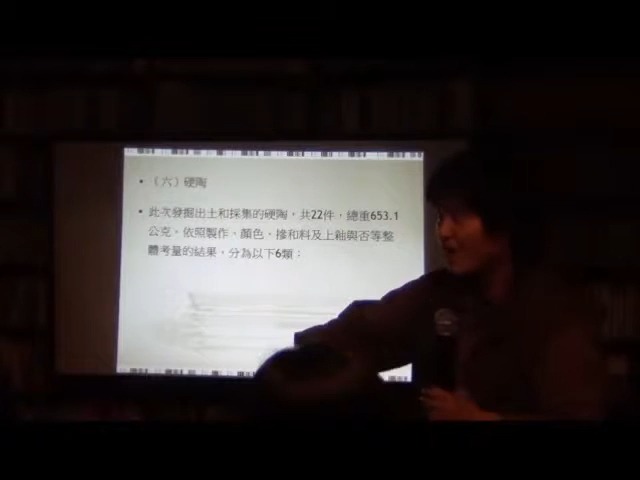 • （六）硬陶
• 此次發掘出土和採集的硬陶，共22件，總重653.1
公克。依照製作、顏色、摻和料及上釉與否等整
體考量的結果，分為以下6類：